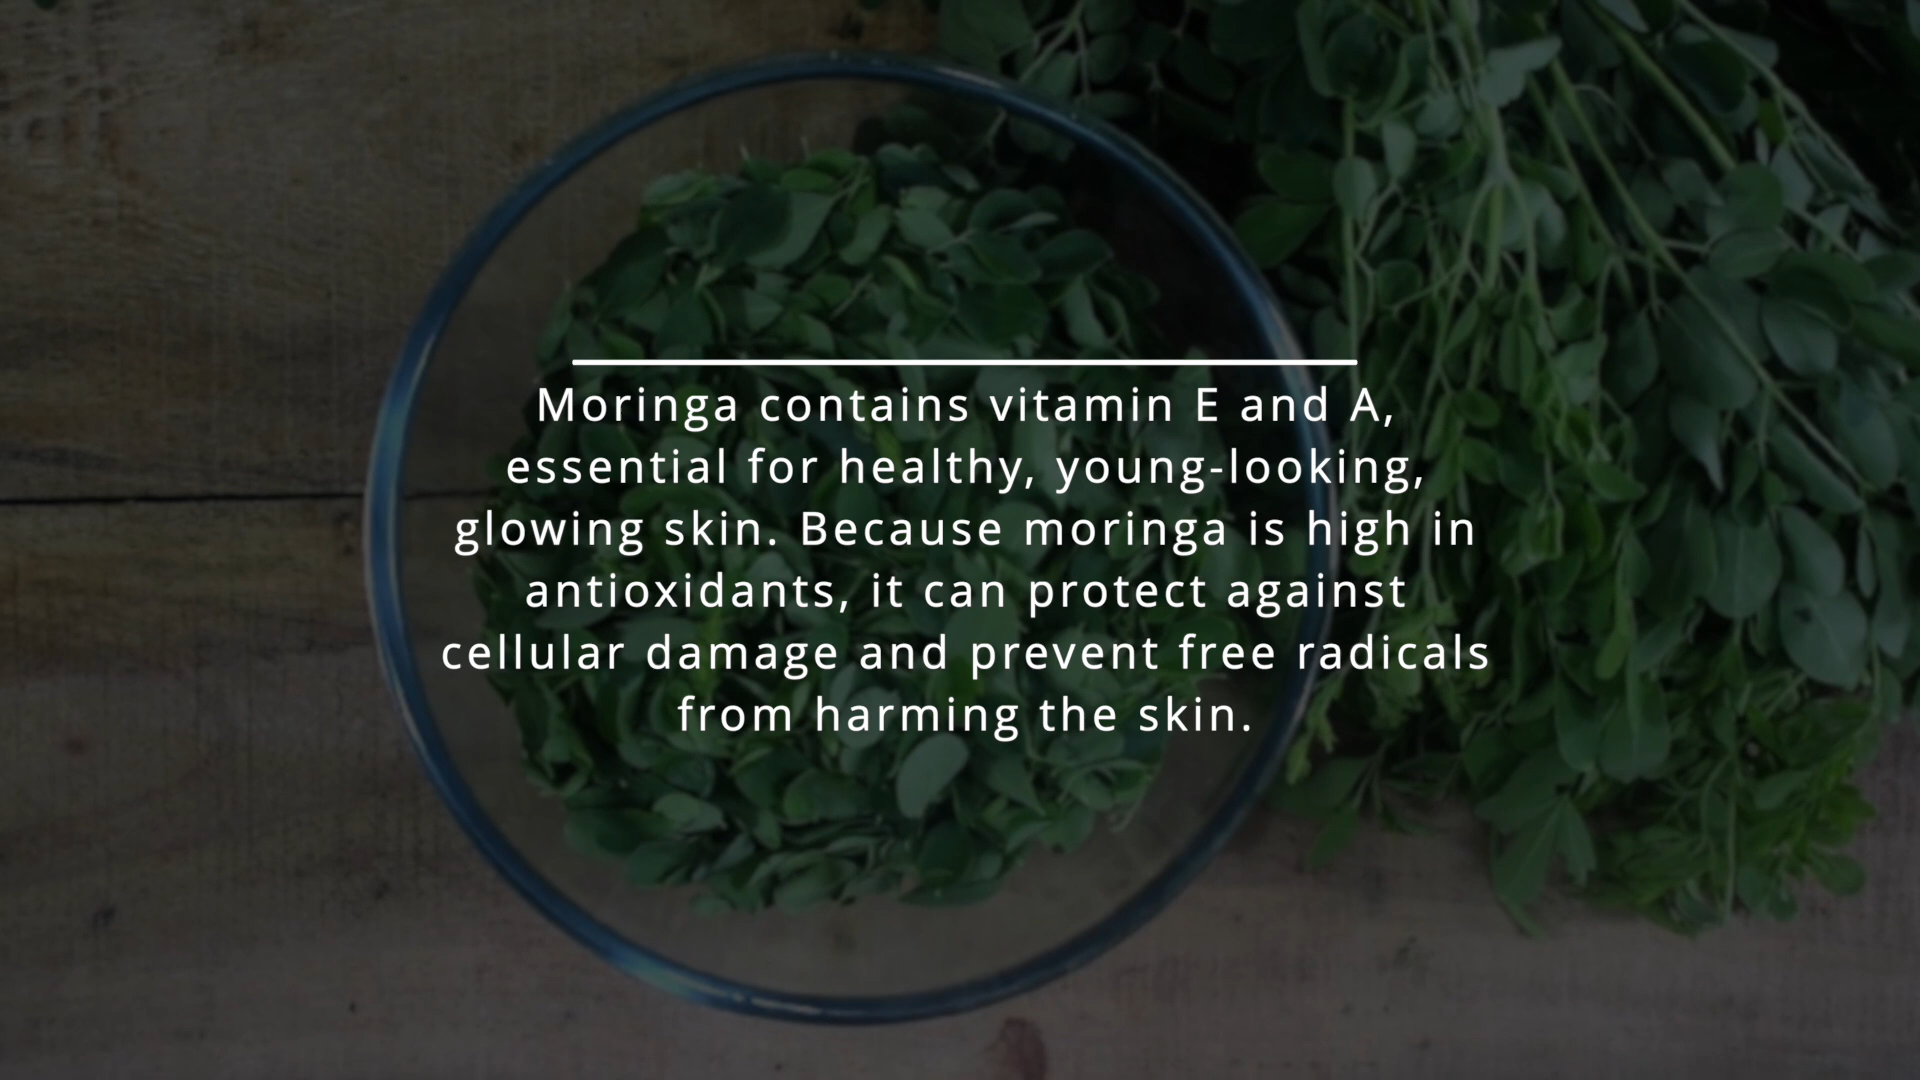 Moringa contains vitamin E and A,
essential for healthy, young-looking,
glowing skin. Because moringa is high in
antioxidants, it can protect against
cellular damage and prevent free radicals
from harming the skin.